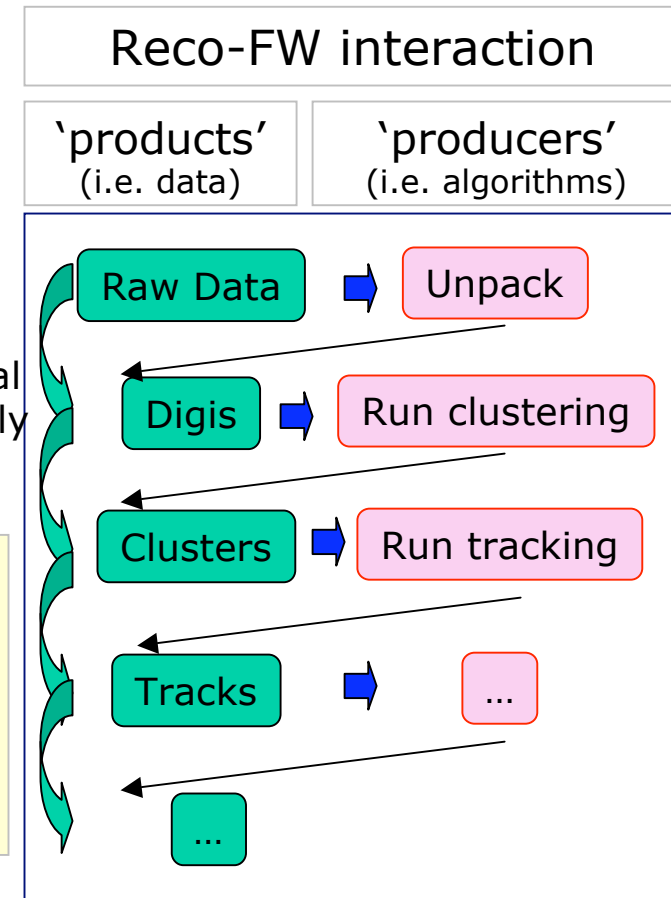 Reco-FW interaction
‘products’
(i.e. data)
‘producers’
(i.e. algorithms)
Raw Data
Unpack
Digis
Run clustering
Clusters
Run tracking
Tracks
...
...